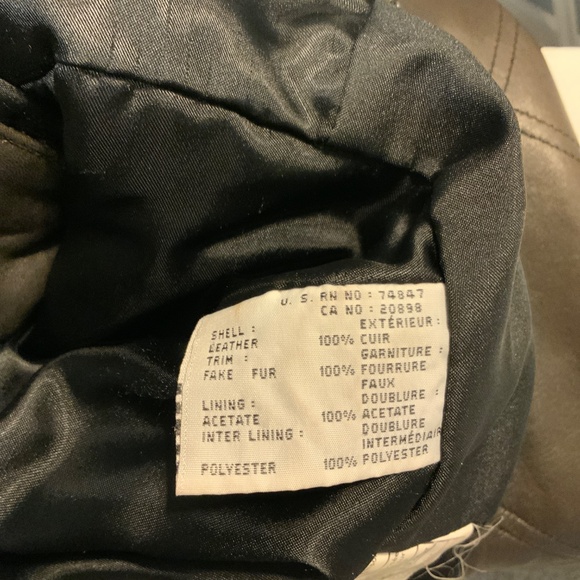 U. S. RN NO : 74847
CA NO : 20898
SHELL : EXTÉRIEUR :
LEATHER 100% CUIR
TRIM : GARNITURE :
FAKE FUR 100% FOURRURE
FAUX
LINING : DOUBLURE :
ACETATE 100% ACETATE
INTER LINING : DOUBLURE
INTERMÉDIAIR
POLYESTER 100% POLYESTER